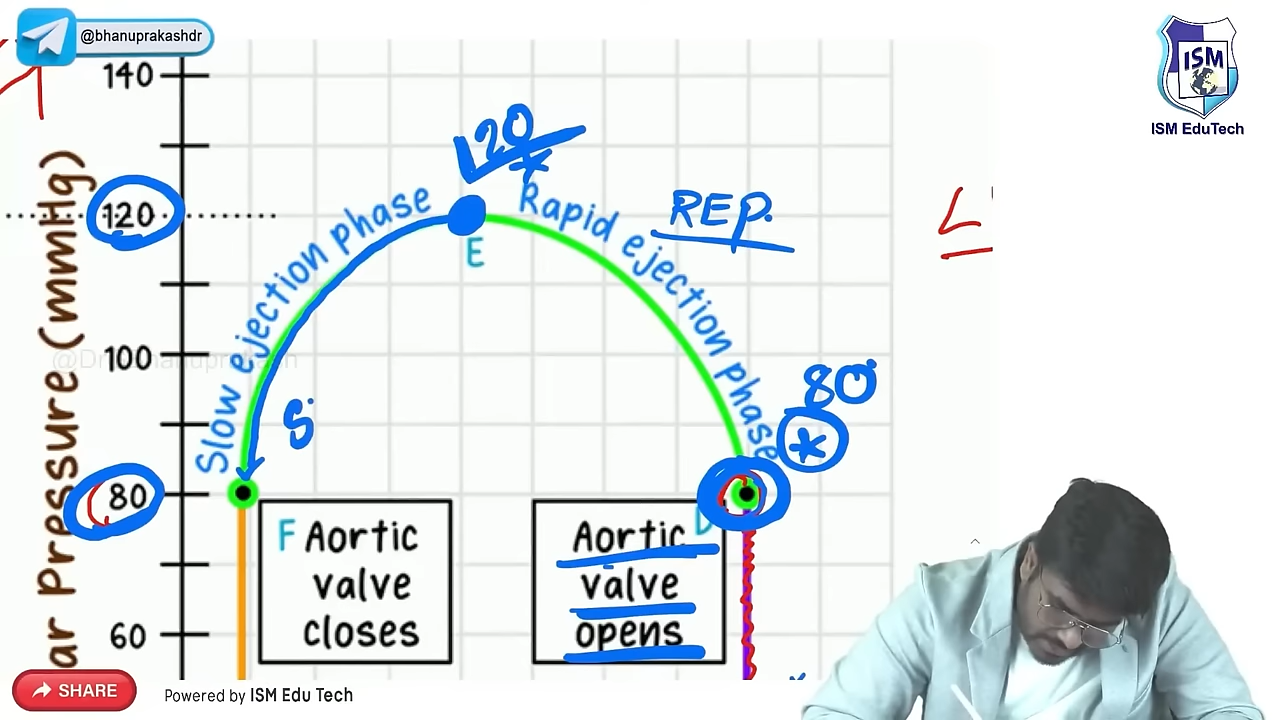 @bhanuprakashdr
ISM
ISM EduTech
140
120
100
80
60
ar Pressure (mmHg)
120
Slow ejection phase
E
Rapid ejection phase
REP.
S
80
F Aortic
valve
closes
D
Aortic
valve
opens
SHARE
Powered by ISM Edu Tech